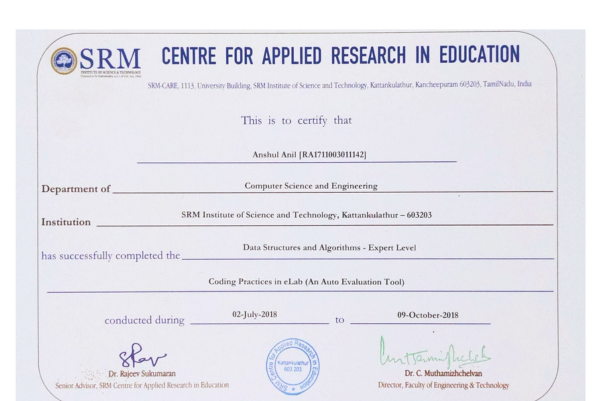 SRM CENTRE FOR APPLIED RESEARCH IN EDUCATION
INSTITUTE OF SCIENCE & TECHNOLOGY
SRM-CARE, 1113, University Building, SRM Institute of Science and Technology, Kattankulathur, Kancheepuram 603203, TamilNadu, India
This is to certify that
Anshul Anil [RA1711003011142]
Department of Computer Science and Engineering
Institution SRM Institute of Science and Technology, Kattankulathur – 603203
has successfully completed the Data Structures and Algorithms - Expert Level
Coding Practices in eLab (An Auto Evaluation Tool)
conducted during 02-July-2018 to 09-October-2018
SRM Centre for Applied Research in Education
Kattankulathur
603 203
Dr. Rajeev Sukumaran
Senior Advisor, SRM Centre for Applied Research in Education
Dr. C. Muthamizhchelvan
Director, Faculty of Engineering & Technology